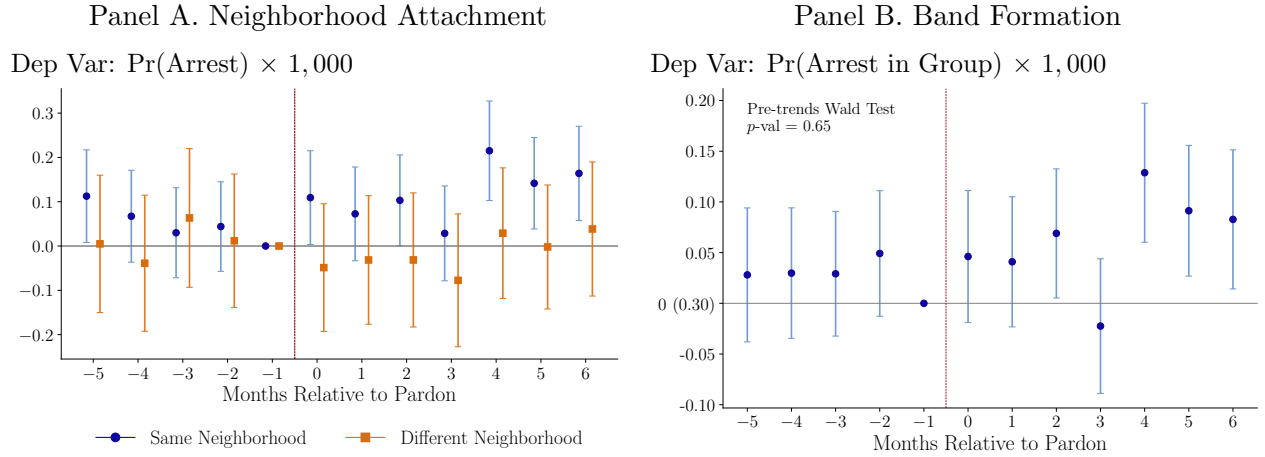 Panel A. Neighborhood Attachment
Dep Var: Pr(Arrest) × 1,000
0.3
0.2
0.1
0.0
−0.1
−0.2
−5 −4 −3 −2 −1 0 1 2 3 4 5 6
Months Relative to Pardon
Same Neighborhood Different Neighborhood
Panel B. Band Formation
Dep Var: Pr(Arrest in Group) × 1,000
Pre-trends Wald Test
p-val = 0.65
0.20
0.15
0.10
0.05
0 (0.30)
-0.05
-0.10
−5 −4 −3 −2 −1 0 1 2 3 4 5 6
Months Relative to Pardon